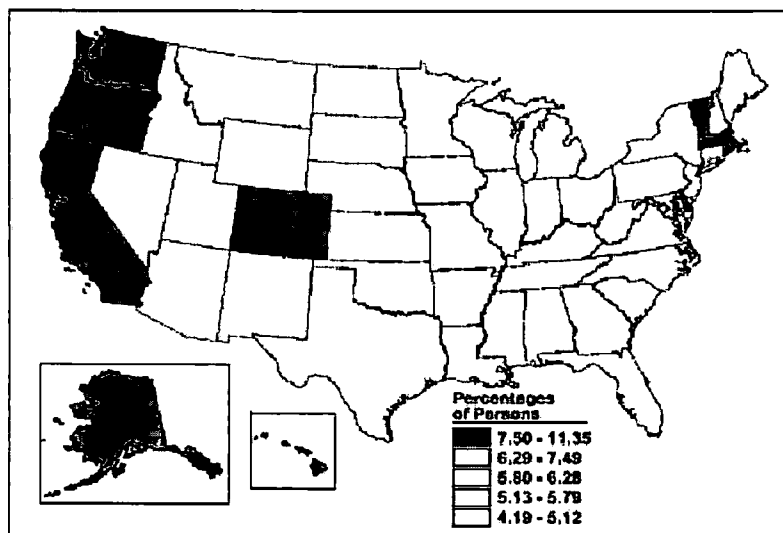 Percentages
of Persons
7.50 - 11.35
6.29 - 7.49
5.80 - 6.28
5.13 - 5.79
4.19 - 5.12